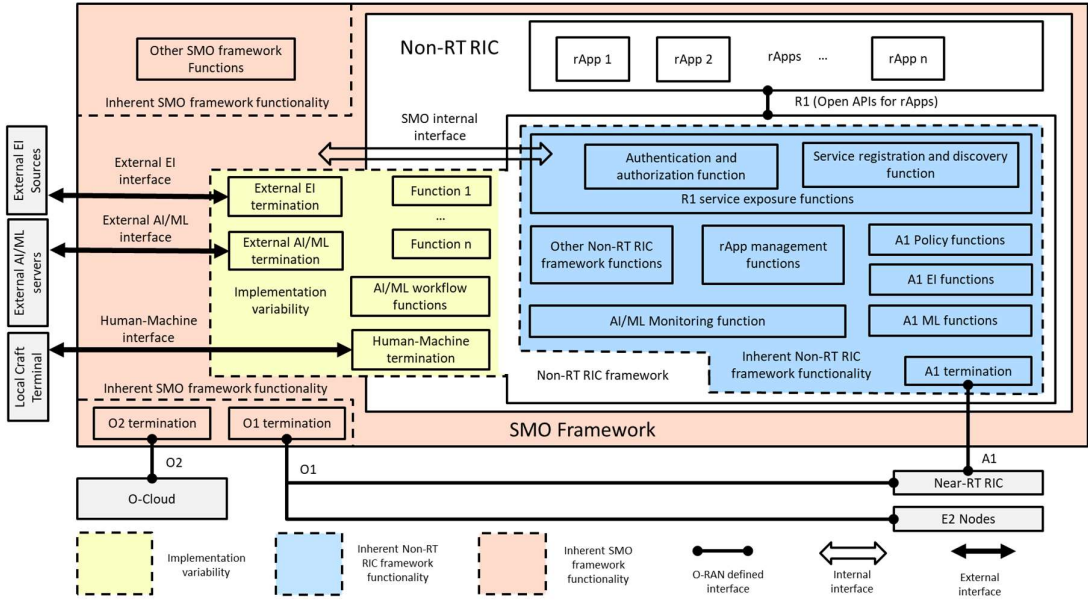 Other SMO framework
Functions
Inherent SMO framework functionality
Non-RT RIC
rApp 1
rApp 2
rApps ...
rApp n
R1 (Open APIs for rApps)
SMO internal
interface
Authentication and
authorization function
Service registration and discovery
function
R1 service exposure functions
External EI
Sources
External EI
interface
External EI
termination
Function 1
...
Function n
External AI/ML
servers
External AI/ML
interface
External AI/ML
termination
Implementation
variability
AI/ML workflow
functions
Other Non-RT RIC
framework functions
rApp management
functions
A1 Policy functions
A1 EI functions
A1 ML functions
AI/ML Monitoring function
Local Craft
Terminal
Human-Machine
interface
Human-Machine
termination
Inherent Non-RT RIC
framework functionality
Non-RT RIC framework
A1 termination
Inherent SMO framework functionality
O2 termination
O1 termination
SMO Framework
O2
O1
A1
O-Cloud
Near-RT RIC
E2 Nodes
Implementation
variability
Inherent Non-RT
RIC framework
functionality
Inherent SMO
framework
functionality
O-RAN defined
interface
Internal
interface
External
interface